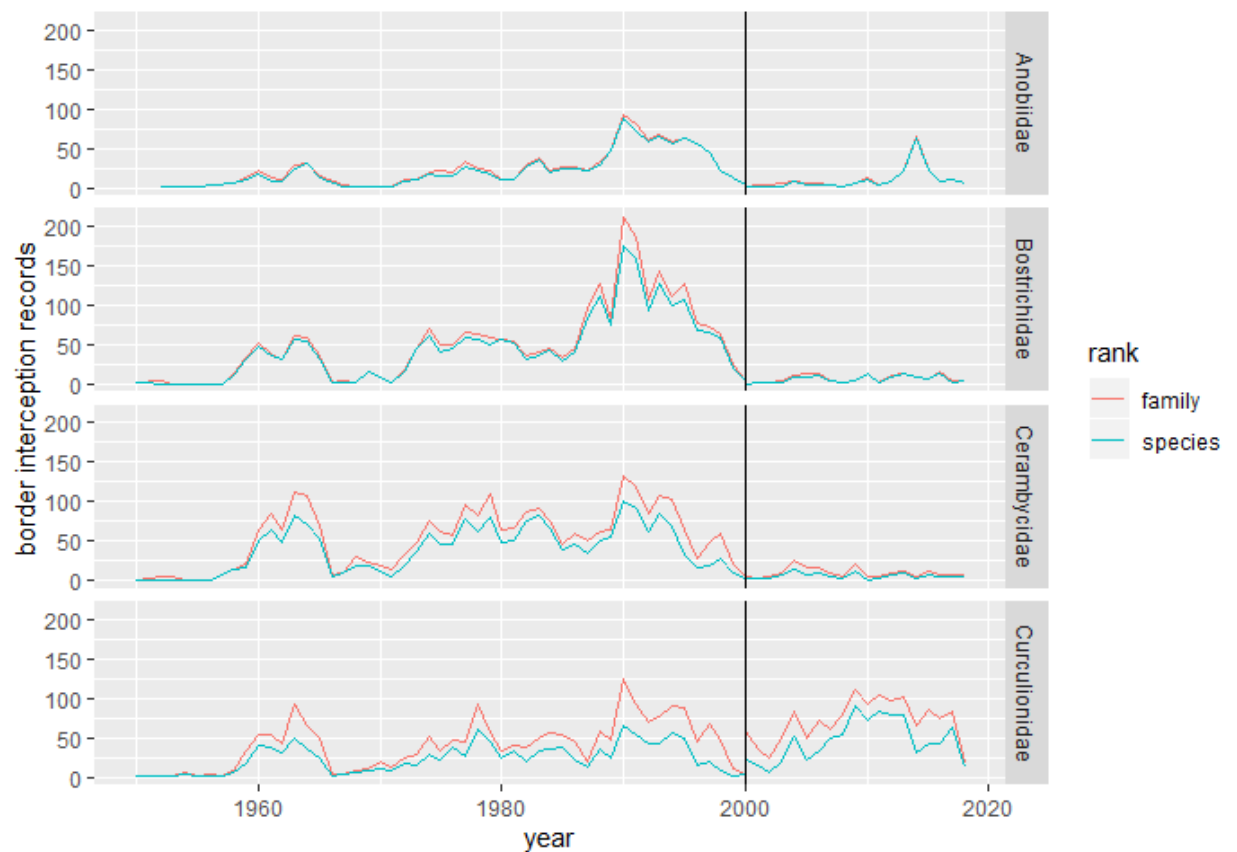 200
150
100
50
0
Anobiidae
200
150
100
50
0
Bostrichidae
200
150
100
50
0
Cerambycidae
200
150
100
50
0
Curculionidae
border interception records
1960
1980
2000
2020
year
rank
family
species